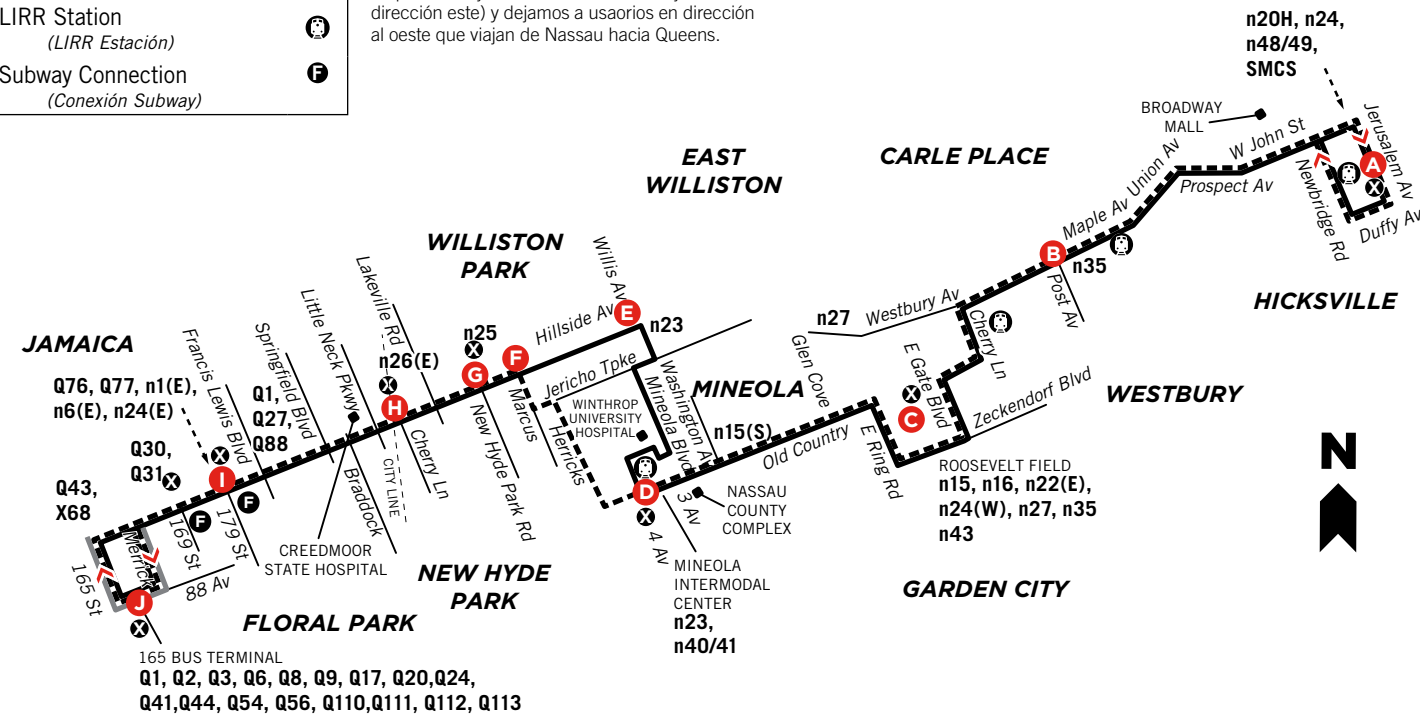 LIRR Station
(LIRR Estación)
Subway Connection
F
(Conexión Subway)
dirección este) y dejamos a usaorios en dirección
al oeste que viajan de Nassau hacia Queens.
n20H, n24,
n48/49,
SMCS
BROADWAY
MALL
Jerusalem Av
W John St
A
X
Newbridge Rd
Duffy Av
Prospect Av
Union Av
Maple Av
EAST
WILLISTON
CARLE PLACE
HICKSVILLE
B
n35
Post Av
WILLISTON
PARK
Willis Av
E
n23
Hillside Av
n27
Westbury Av
Cherry Ln
WESTBURY
E Gate Blvd
X
C
Zeckendorf Blvd
E Ring Rd
ROOSEVELT FIELD
n15, n16, n22(E),
n24(W), n27, n35
n43
Glen Cove
Old Country
MINEOLA
n15(S)
Washington Av
Mineola Blvd
Jericho Tpke
WINTHROP
UNIVERSITY
HOSPITAL
D
X
3 Av
4 Av
NASSAU
COUNTY
COMPLEX
MINEOLA
INTERMODAL
CENTER
n23,
n40/41
GARDEN CITY
N
n25
X
G
F
Marcus
Herricks
New Hyde Park Rd
NEW HYDE
PARK
Lakeville Rd
n26(E)
X
H
Cherry Ln
CITY LINE
Little Neck Pkwy
Braddock
CREEDMOOR
STATE HOSPITAL
Springfield Blvd
Q1,
Q27,
Q88
Francis Lewis Blvd
JAMAICA
Q76, Q77, n1(E),
n6(E), n24(E)
X
I
F
Q30,
Q31
X
F
179 St
169 St
Q43,
X68
Merrick
165 St
88 Av
J
X
FLORAL PARK
165 BUS TERMINAL
Q1, Q2, Q3, Q6, Q8, Q9, Q17, Q20,Q24,
Q41,Q44, Q54, Q56, Q110,Q111, Q112, Q113